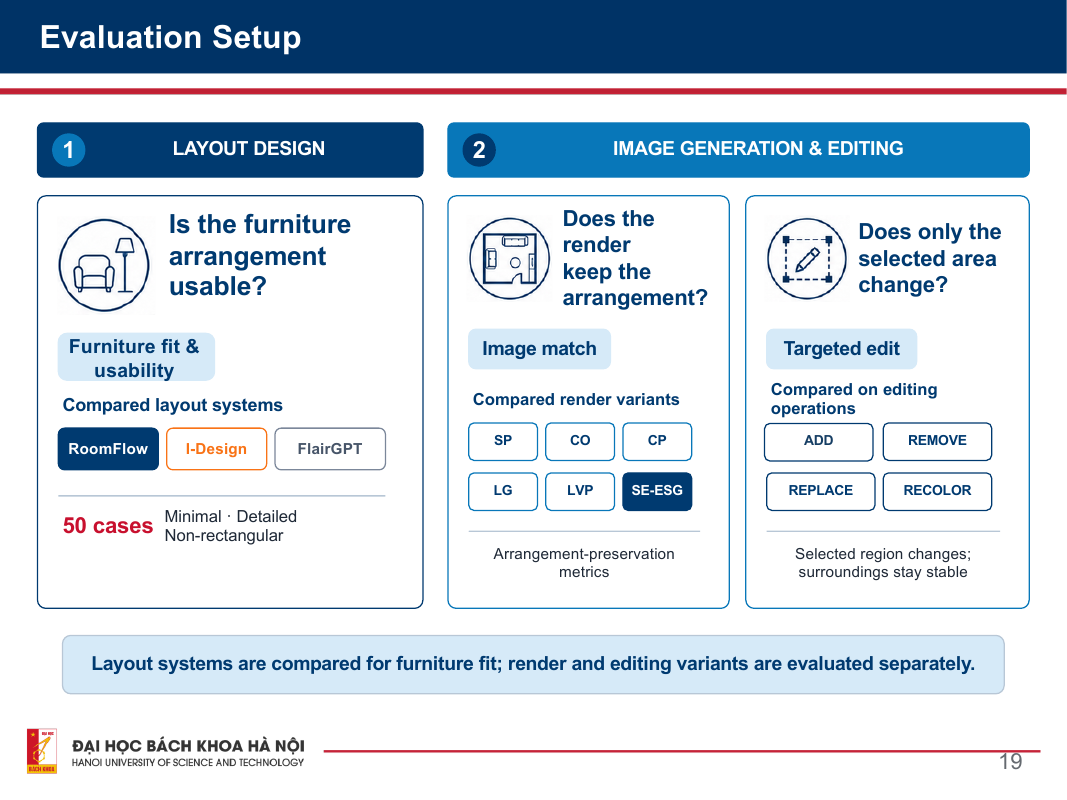 Evaluation Setup
1
LAYOUT DESIGN
2
IMAGE GENERATION & EDITING
Is the furniture
arrangement
usable?
Furniture fit &
usability
Compared layout systems
RoomFlow
I-Design
FlairGPT
50 cases
Minimal · Detailed
Non-rectangular
Does the
render
keep the
arrangement?
Image match
Compared render variants
SP
CO
CP
LG
LVP
SE-ESG
Arrangement-preservation
metrics
Does only the
selected area
change?
Targeted edit
Compared on editing
operations
ADD
REMOVE
REPLACE
RECOLOR
Selected region changes;
surroundings stay stable
Layout systems are compared for furniture fit; render and editing variants are evaluated separately.
ĐẠI HỌC
BÁCH KHOA
ĐẠI HỌC BÁCH KHOA HÀ NỘI
HANOI UNIVERSITY OF SCIENCE AND TECHNOLOGY
19